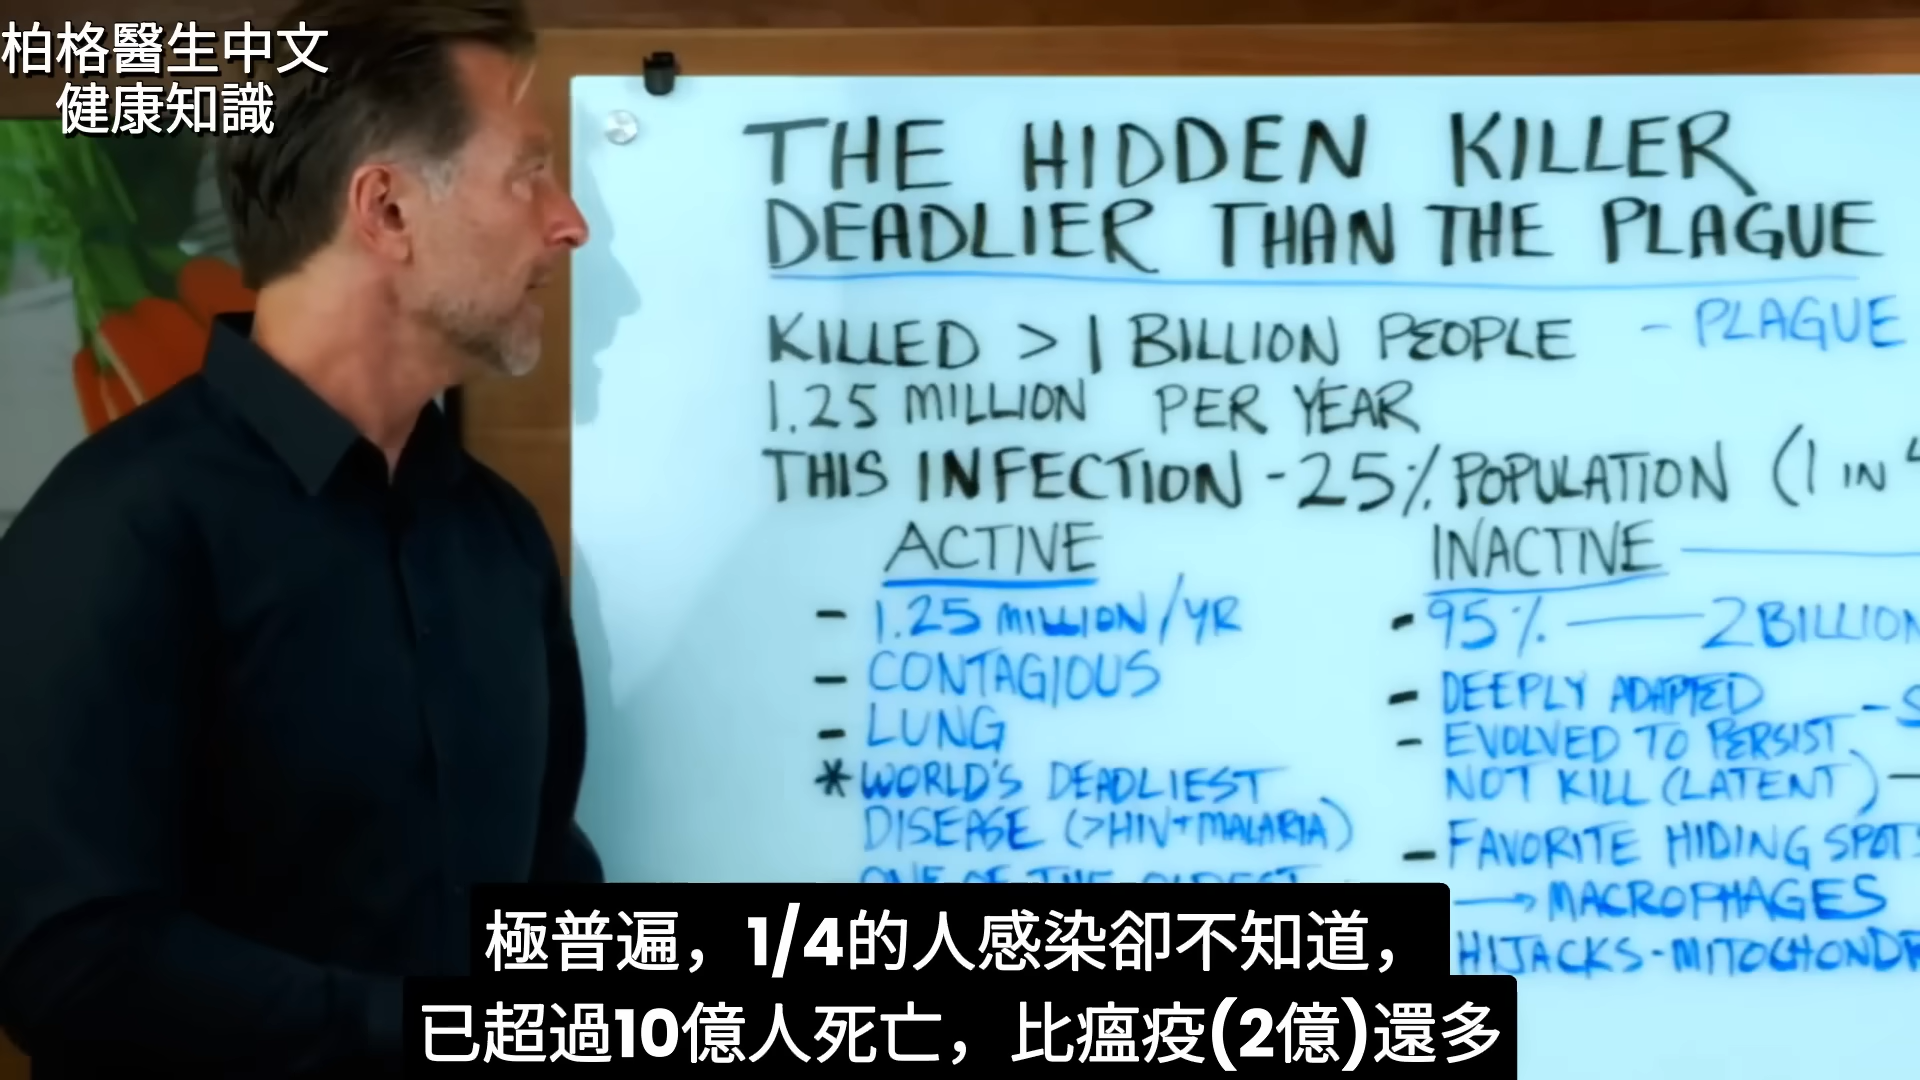 柏格醫生中文
健康知識
THE HIDDEN KILLER
DEADLIER THAN THE PLAGUE
KILLED > 1 BILLION PEOPLE - PLAGUE
1.25 MILLION PER YEAR
THIS INFECTION - 25% POPULATION (1 IN
ACTIVE
- 1.25 MILLION/YR
- CONTAGIOUS
- LUNG
* WORLD'S DEADLIEST
DISEASE (>HIV+MALARIA)
ONE OF THE OLDEST
INACTIVE
- 95% — 2 BILLION
- DEEPLY ADAPTED -
- EVOLVED TO PERSIST
NOT KILL (LATENT) -
- FAVORITE HIDING SPOTS
→ MACROPHAGES
HIJACKS - MITOCHONDR
極普遍，1/4的人感染卻不知道，
已超過10億人死亡，比瘟疫(2億)還多